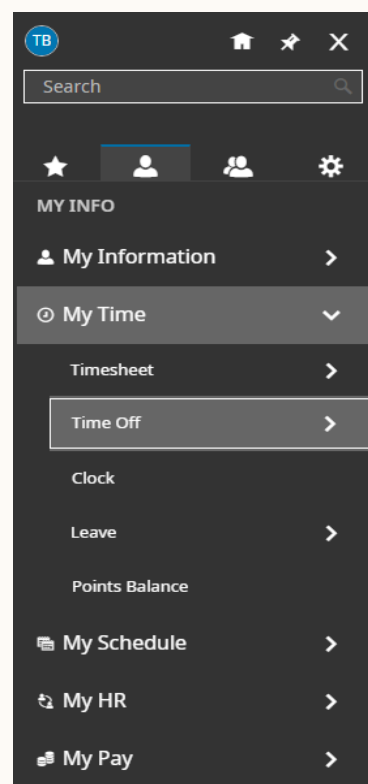 TB
Search
MY INFO
My Information
My Time
Timesheet
Time Off
Clock
Leave
Points Balance
My Schedule
My HR
My Pay